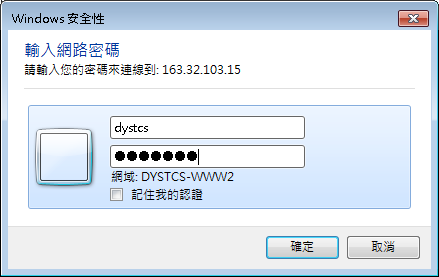 Windows 安全性
輸入網路密碼
請輸入您的密碼來連線到: 163.32.103.15
dystcs
●●●●●●●
網域: DYSTCS-WWW2
記住我的認證
確定
取消